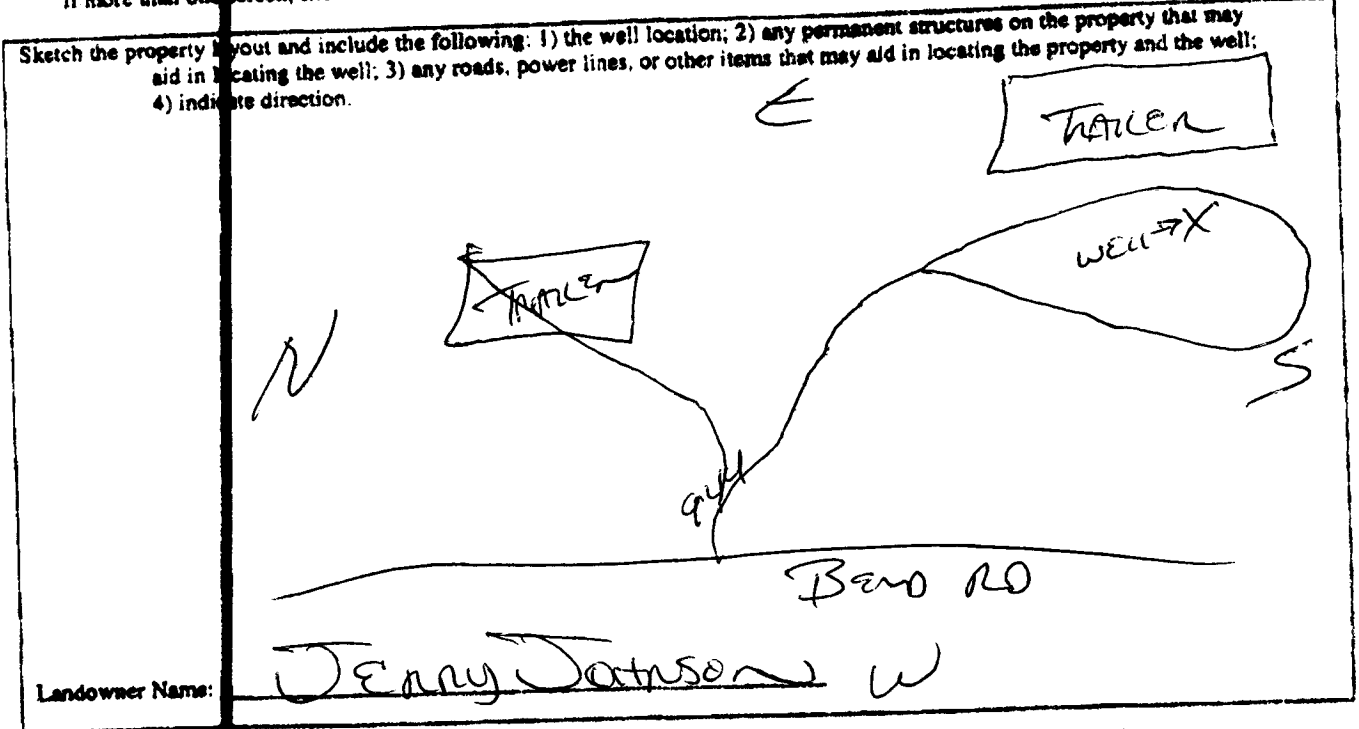 Sketch the property layout and include the following: 1) the well location; 2) any permanent structures on the property that may
aid in locating the well; 3) any roads, power lines, or other items that may aid in locating the property and the well;
4) indicate direction.
E
TRAILER
WELL → X
TRAILER
N
S
944
BEND RD
Landowner Name: JERRY JOHNSON
W